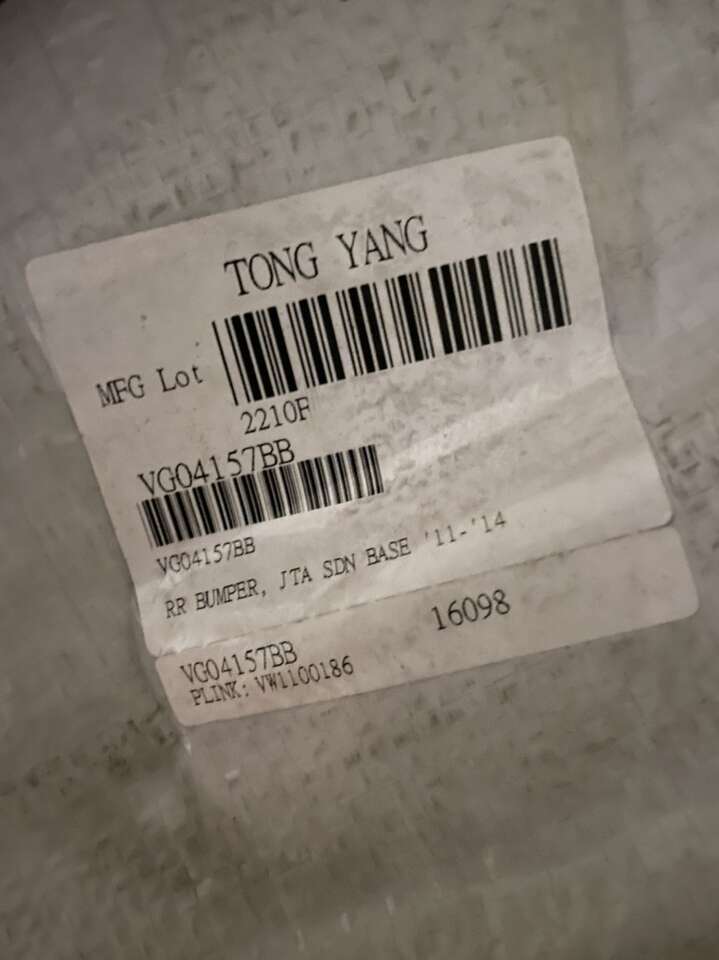 TONG YANG
MFG Lot
2210F
VG04157BB
VG04157BB
RR BUMPER, JTA SDN BASE '11-'14
VG04157BB
16098
PLINK: VW1100186